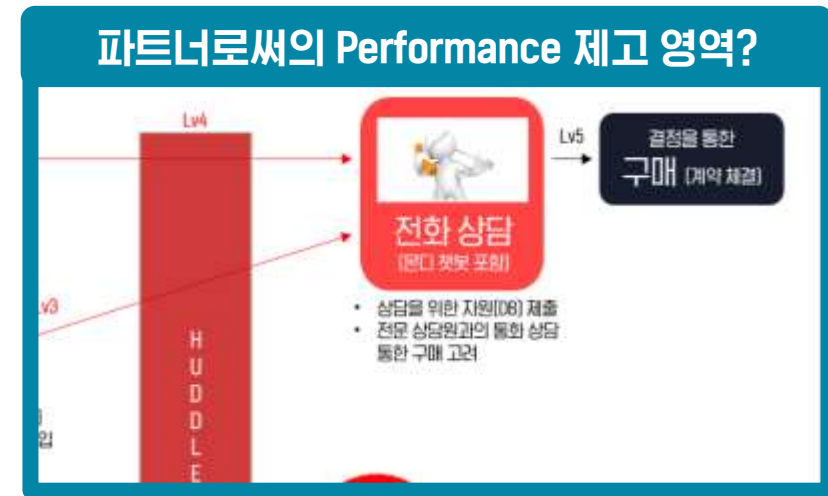 파트너로써의 Performance 제고 영역?
Lv4
Lv5
결정을 통한
구매 (계약 체결)
전화 상담
(몬디 챗봇 포함)
Lv3
• 상담을 위한 자원(DB) 제출
• 전문 상담원과의 통화 상담
통한 구매 고려
입
H
U
D
D
L
E